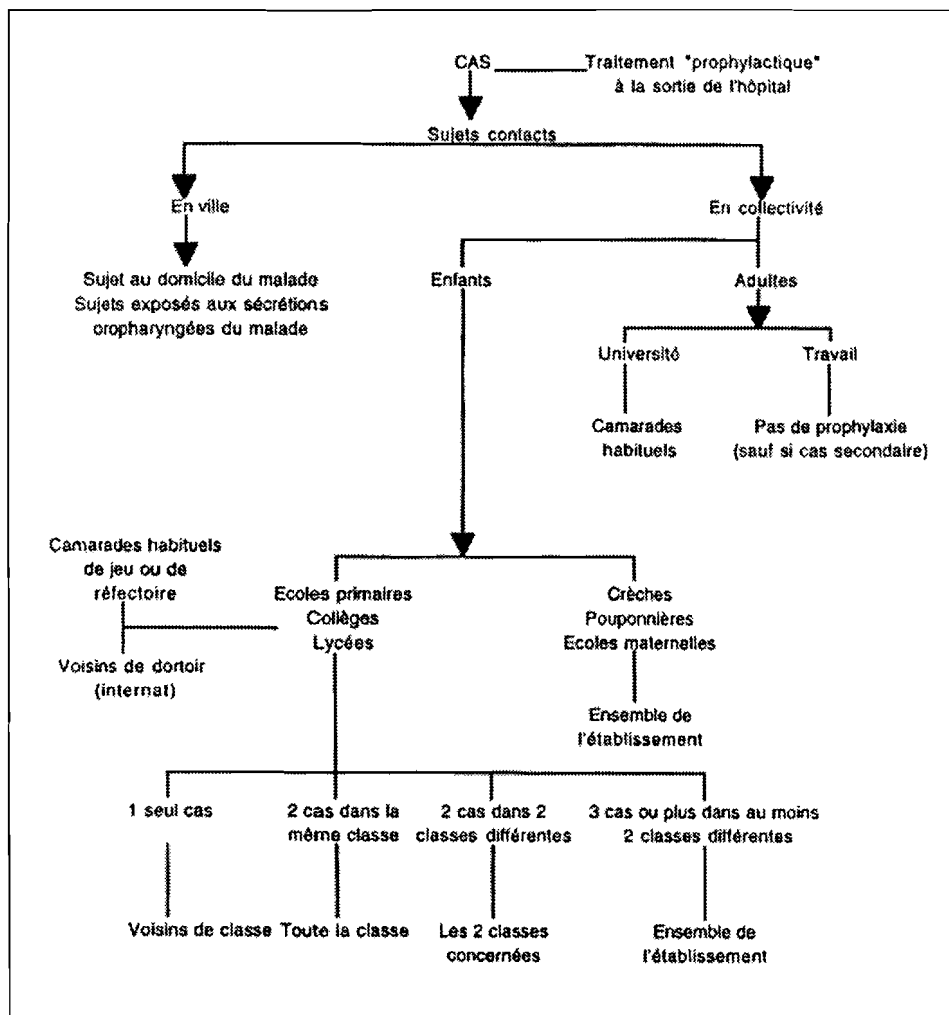 CAS
Traitement "prophylactique"
à la sortie de l'hôpital
Sujets contacts
En ville
En collectivité
Sujet au domicile du malade
Sujets exposés aux sécrétions
oropharyngées du malade
Enfants
Adultes
Université
Travail
Camarades
habituels
Pas de prophylaxie
(sauf si cas secondaire)
Camarades habituels
de jeu ou de
réfectoire
Voisins de dortoir
(internat)
Ecoles primaires
Collèges
Lycées
Crèches
Pouponnières
Ecoles maternelles
Ensemble de
l'établissement
1 seul cas
2 cas dans la
même classe
2 cas dans 2
classes différentes
3 cas ou plus dans au moins
2 classes différentes
Voisins de classe
Toute la classe
Les 2 classes
concernées
Ensemble de
l'établissement